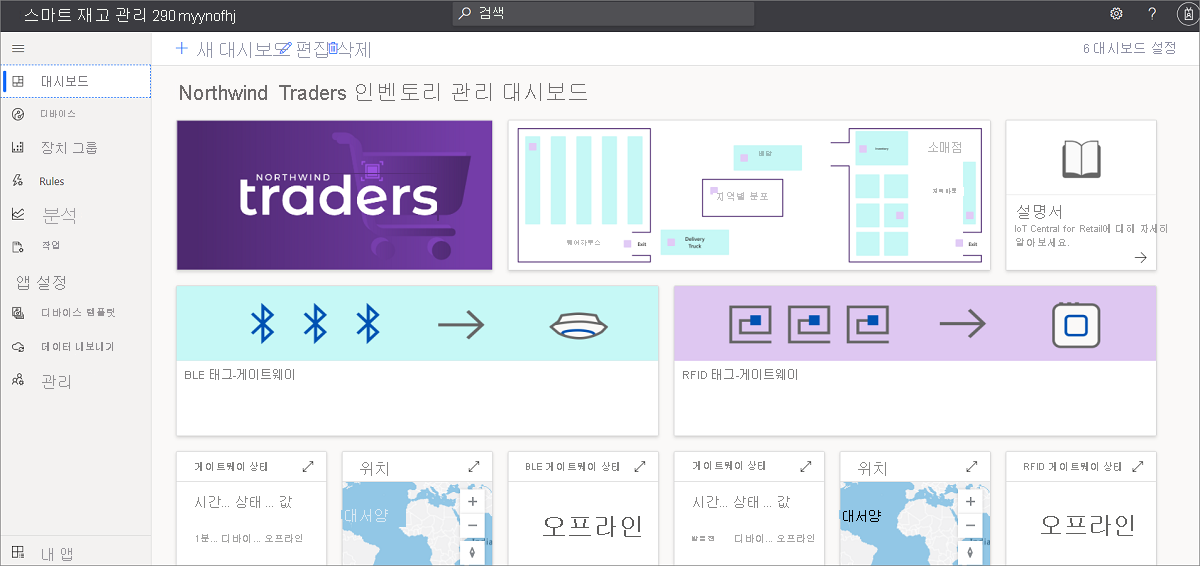 스마트 재고 관리 290myynofhj
검색
?
+ 새 대시보드 편집 삭제
6 대시보드 설정
대시보드
디바이스
장치 그룹
Rules
분석
작업
앱 설정
디바이스 템플릿
데이터 내보내기
관리
내 앱
Northwind Traders 인벤토리 관리 대시보드
NORTHWIND
traders
웨어하우스
Exit
배달
지역별 분포
Delivery
Truck
Inventory
소매점
Exit
설명서
IoT Central for Retail에 대해 자세히
알아보세요.
BLE 태그-게이트웨이
RFID 태그-게이트웨이
게이트웨이 상태
시간... 상태 ... 값
1분... 디바이... 오프라인
위치
대서양
+
−
BLE 게이트웨이 상태
오프라인
게이트웨이 상태
시간... 상태 ... 값
디바이... 오프라인
위치
대서양
+
−
RFID 게이트웨이 상태
오프라인